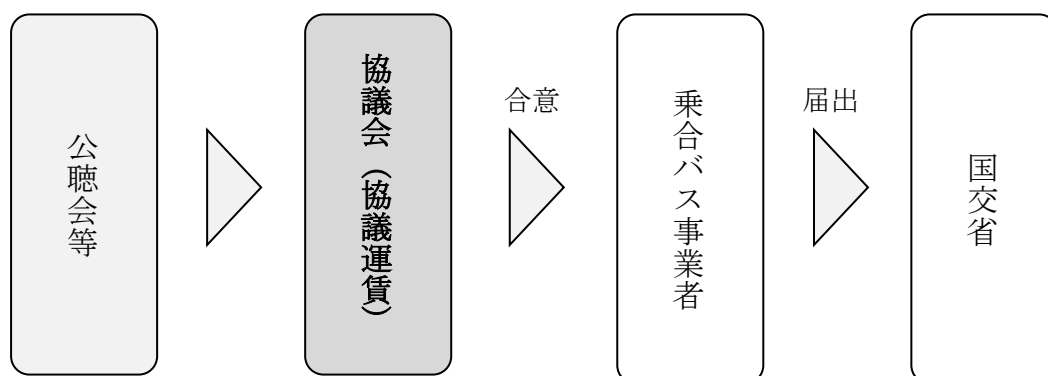 公聴会等
協議会（協議運賃）
合意
乗合バス事業者
届出
国交省